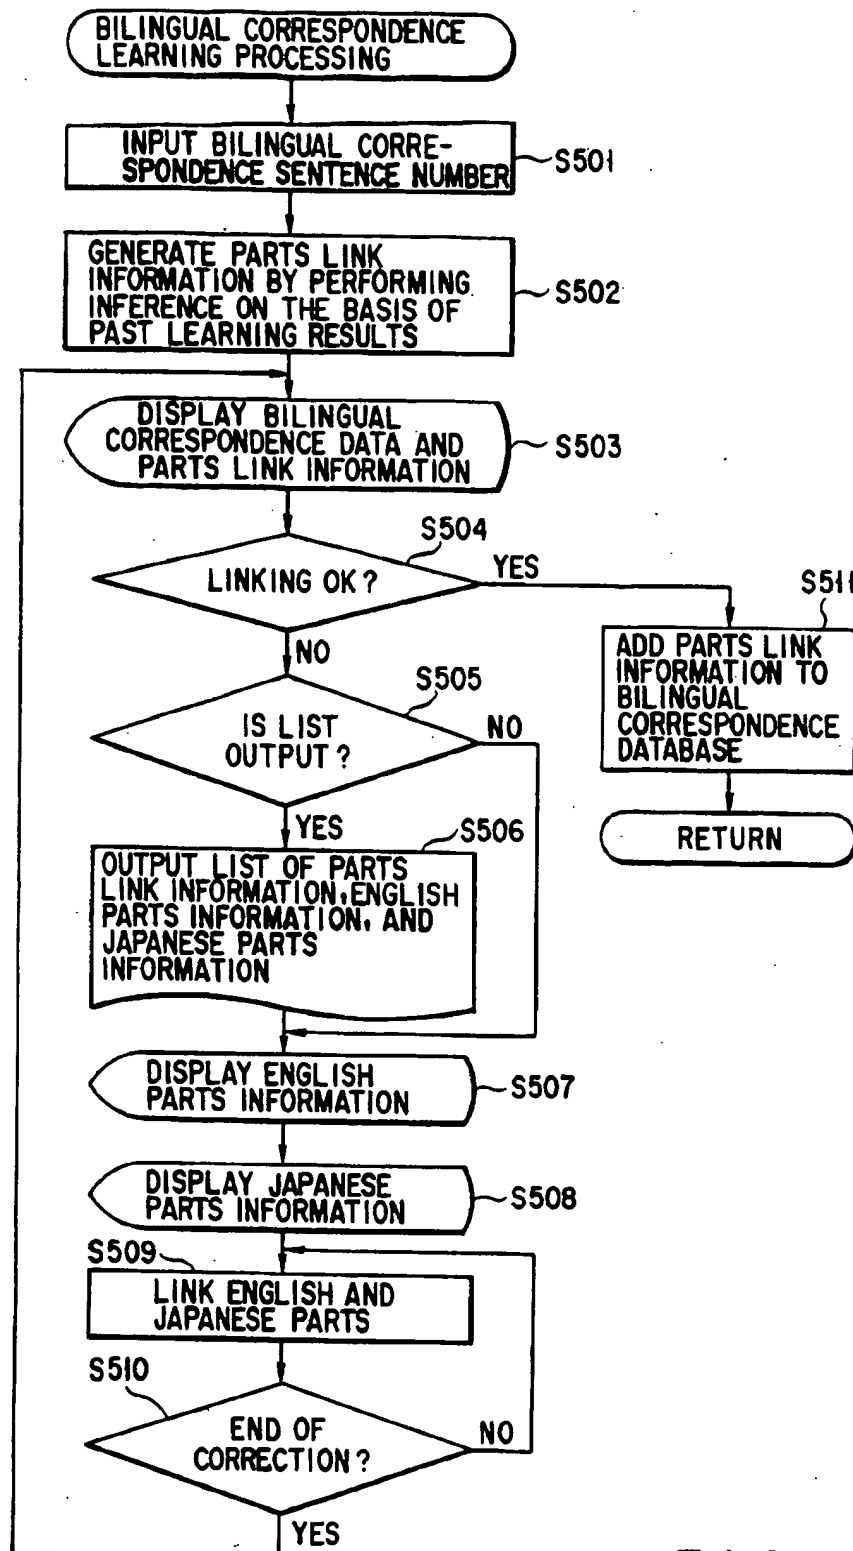 BILINGUAL CORRESPONDENCE
LEARNING PROCESSING
INPUT BILINGUAL CORRE-
SPONDENCE SENTENCE NUMBER
S501
GENERATE PARTS LINK
INFORMATION BY PERFORMING
INFERENCE ON THE BASIS OF
PAST LEARNING RESULTS
S502
DISPLAY BILINGUAL
CORRESPONDENCE DATA AND
PARTS LINK INFORMATION
S503
S504
LINKING OK?
YES
NO
S511
ADD PARTS LINK
INFORMATION TO
BILINGUAL
CORRESPONDENCE
DATABASE
RETURN
S505
IS LIST
OUTPUT?
NO
YES
S506
OUTPUT LIST OF PARTS
LINK INFORMATION, ENGLISH
PARTS INFORMATION, AND
JAPANESE PARTS
INFORMATION
DISPLAY ENGLISH
PARTS INFORMATION
S507
DISPLAY JAPANESE
PARTS INFORMATION
S508
S509
LINK ENGLISH AND
JAPANESE PARTS
S510
END OF
CORRECTION?
NO
YES